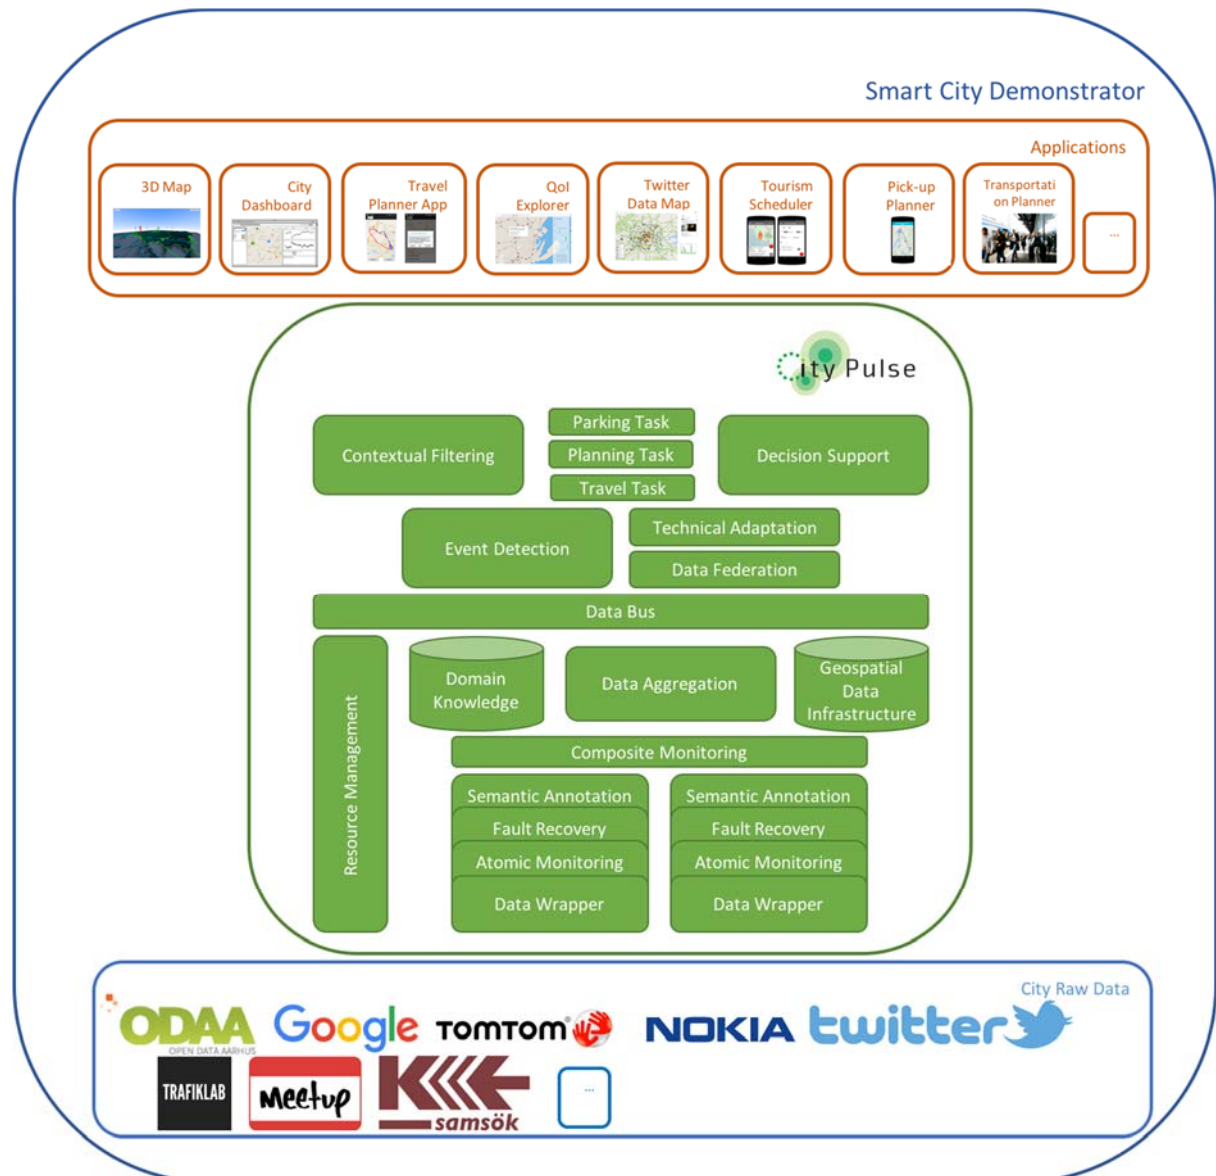 Smart City Demonstrator
Applications
3D Map
City
Dashboard
Travel
Planner App
QoI
Explorer
Twitter
Data Map
Tourism
Scheduler
Pick-up
Planner
Transportati
on Planner
...
City Pulse
Contextual Filtering
Parking Task
Planning Task
Travel Task
Decision Support
Event Detection
Technical Adaptation
Data Federation
Data Bus
Resource Management
Domain
Knowledge
Data Aggregation
Geospatial
Data
Infrastructure
Composite Monitoring
Semantic Annotation
Fault Recovery
Atomic Monitoring
Data Wrapper
Semantic Annotation
Fault Recovery
Atomic Monitoring
Data Wrapper
City Raw Data
ODAA
OPEN DATA AARHUS
Google
TOMTOM
NOKIA
twitter
TRAFIKLAB
Meetup
K
samsök
...